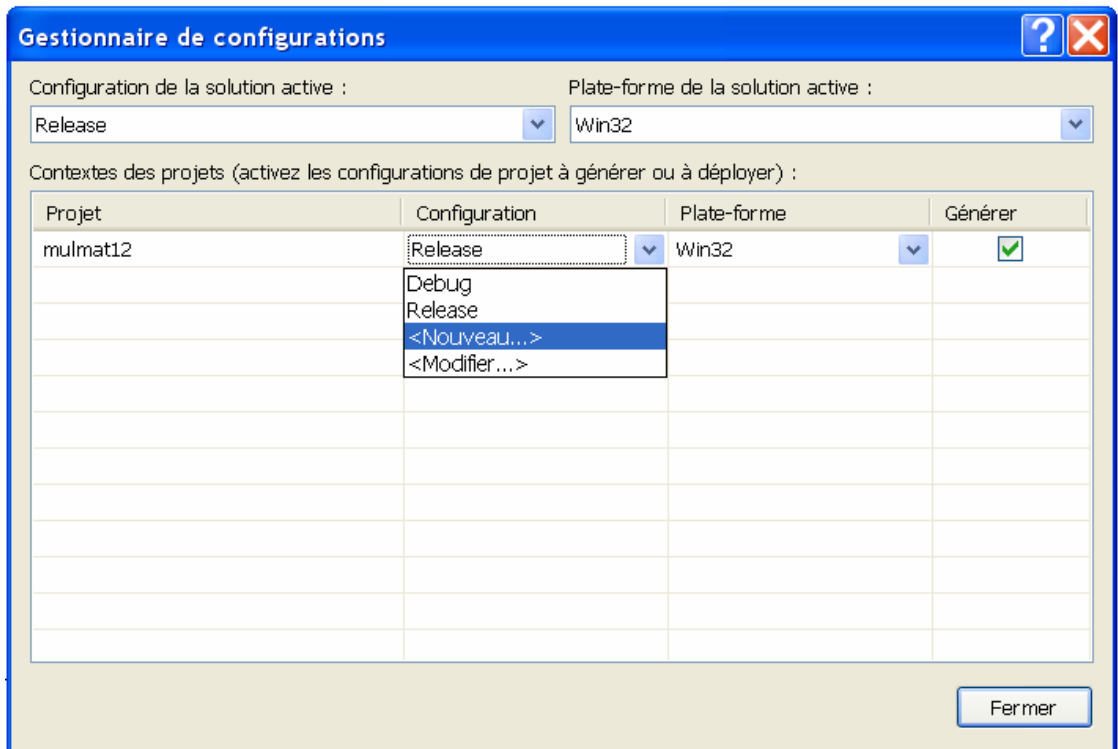 Gestionnaire de configurations
Configuration de la solution active : Plate-forme de la solution active :
Release Win32
Contextes des projets (activez les configurations de projet à générer ou à déployer) :
Projet Configuration Plate-forme Générer
mulmat12 Release Win32
Debug
Release
<Nouveau...>
<Modifier...>
Fermer